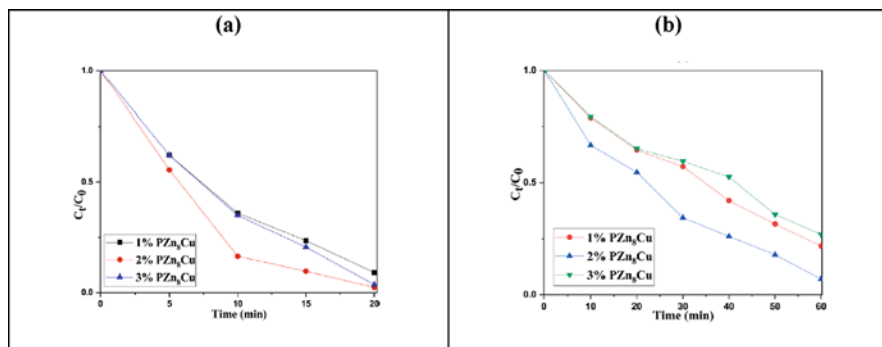 (a)
1.0
0.5
0.0
Cₜ/C₀
1% PZn₈Cu
2% PZn₈Cu
3% PZn₈Cu
0 5 10 15 20
Time (min)
(b)
1.0
0.5
0.0
Cₜ/C₀
1% PZn₈Cu
2% PZn₈Cu
3% PZn₈Cu
0 10 20 30 40 50 60
Time (min)